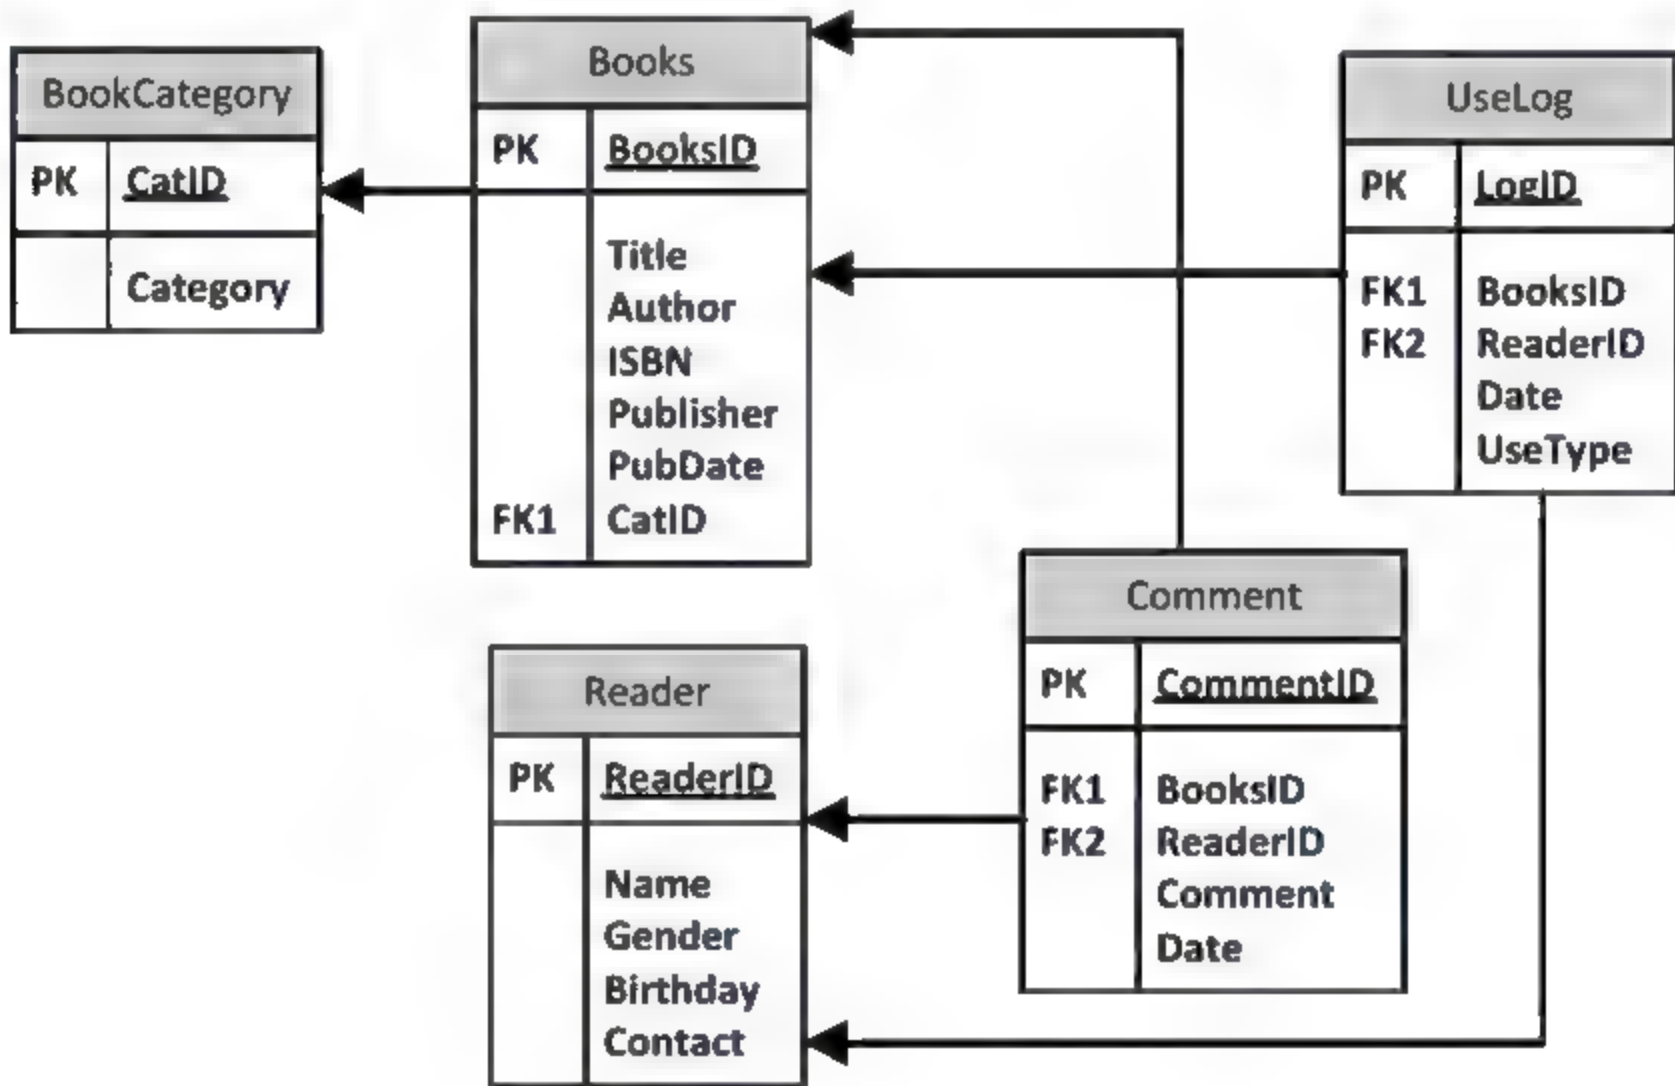 BookCategory
PK CatID
Category
Books
PK BooksID
Title
Author
ISBN
Publisher
PubDate
FK1 CatID
UseLog
PK LogID
FK1 BooksID
FK2 ReaderID
Date
UseType
Reader
PK ReaderID
Name
Gender
Birthday
Contact
Comment
PK CommentID
FK1 BooksID
FK2 ReaderID
Comment
Date